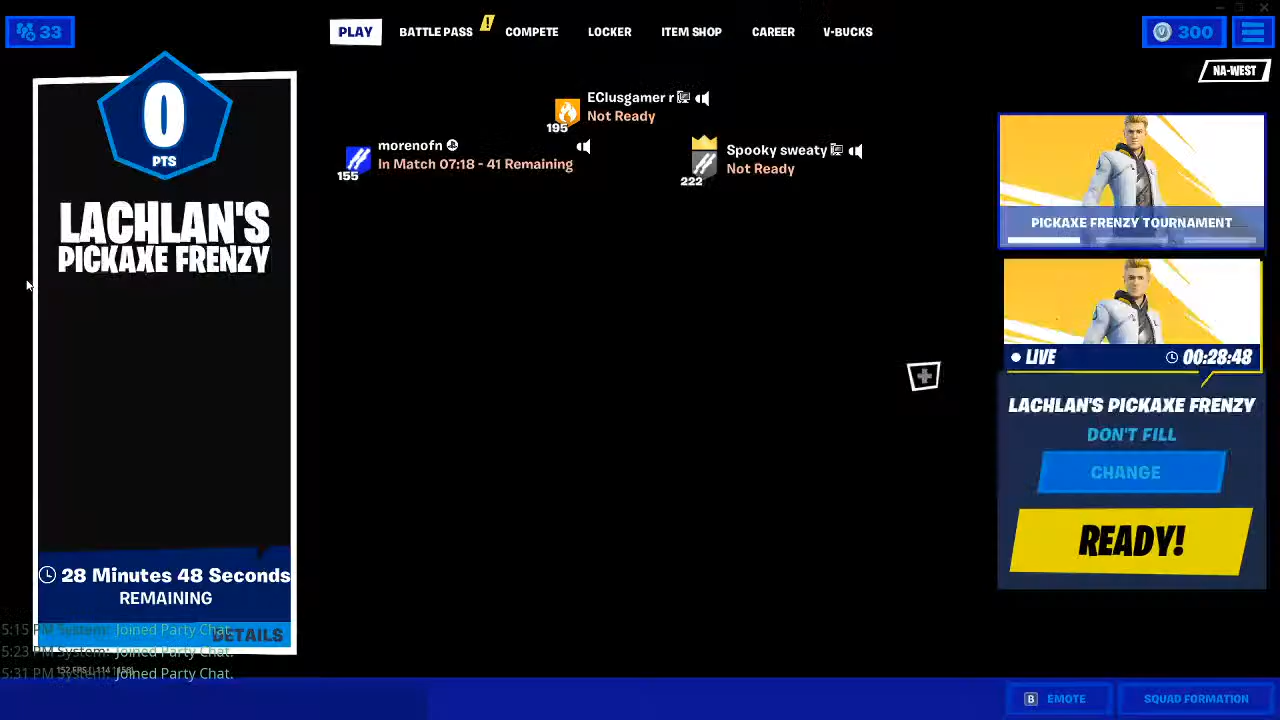 33
PLAY
BATTLE PASS
!
COMPETE
LOCKER
ITEM SHOP
CAREER
V-BUCKS
300
NA-WEST
0
PTS
LACHLAN'S
PICKAXE FRENZY
EClusgamer r
Not Ready
195
morenofn
In Match 07:18 - 41 Remaining
155
Spooky sweaty
Not Ready
222
PICKAXE FRENZY TOURNAMENT
LIVE
00:28:48
LACHLAN'S PICKAXE FRENZY
DON'T FILL
CHANGE
READY!
28 Minutes 48 Seconds
REMAINING
DETAILS
5:15 PM System: Joined Party Chat.
5:23 PM System: Joined Party Chat.
5:31 PM System: Joined Party Chat.
B EMOTE
SQUAD FORMATION